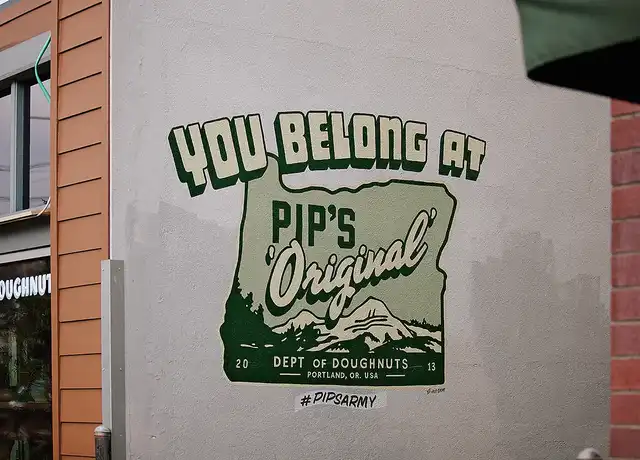 YOU BELONG AT
PIP'S
'Original'
20 DEPT OF DOUGHNUTS 13
PORTLAND, OR. USA
#PIPSARMY
OUGHNUT